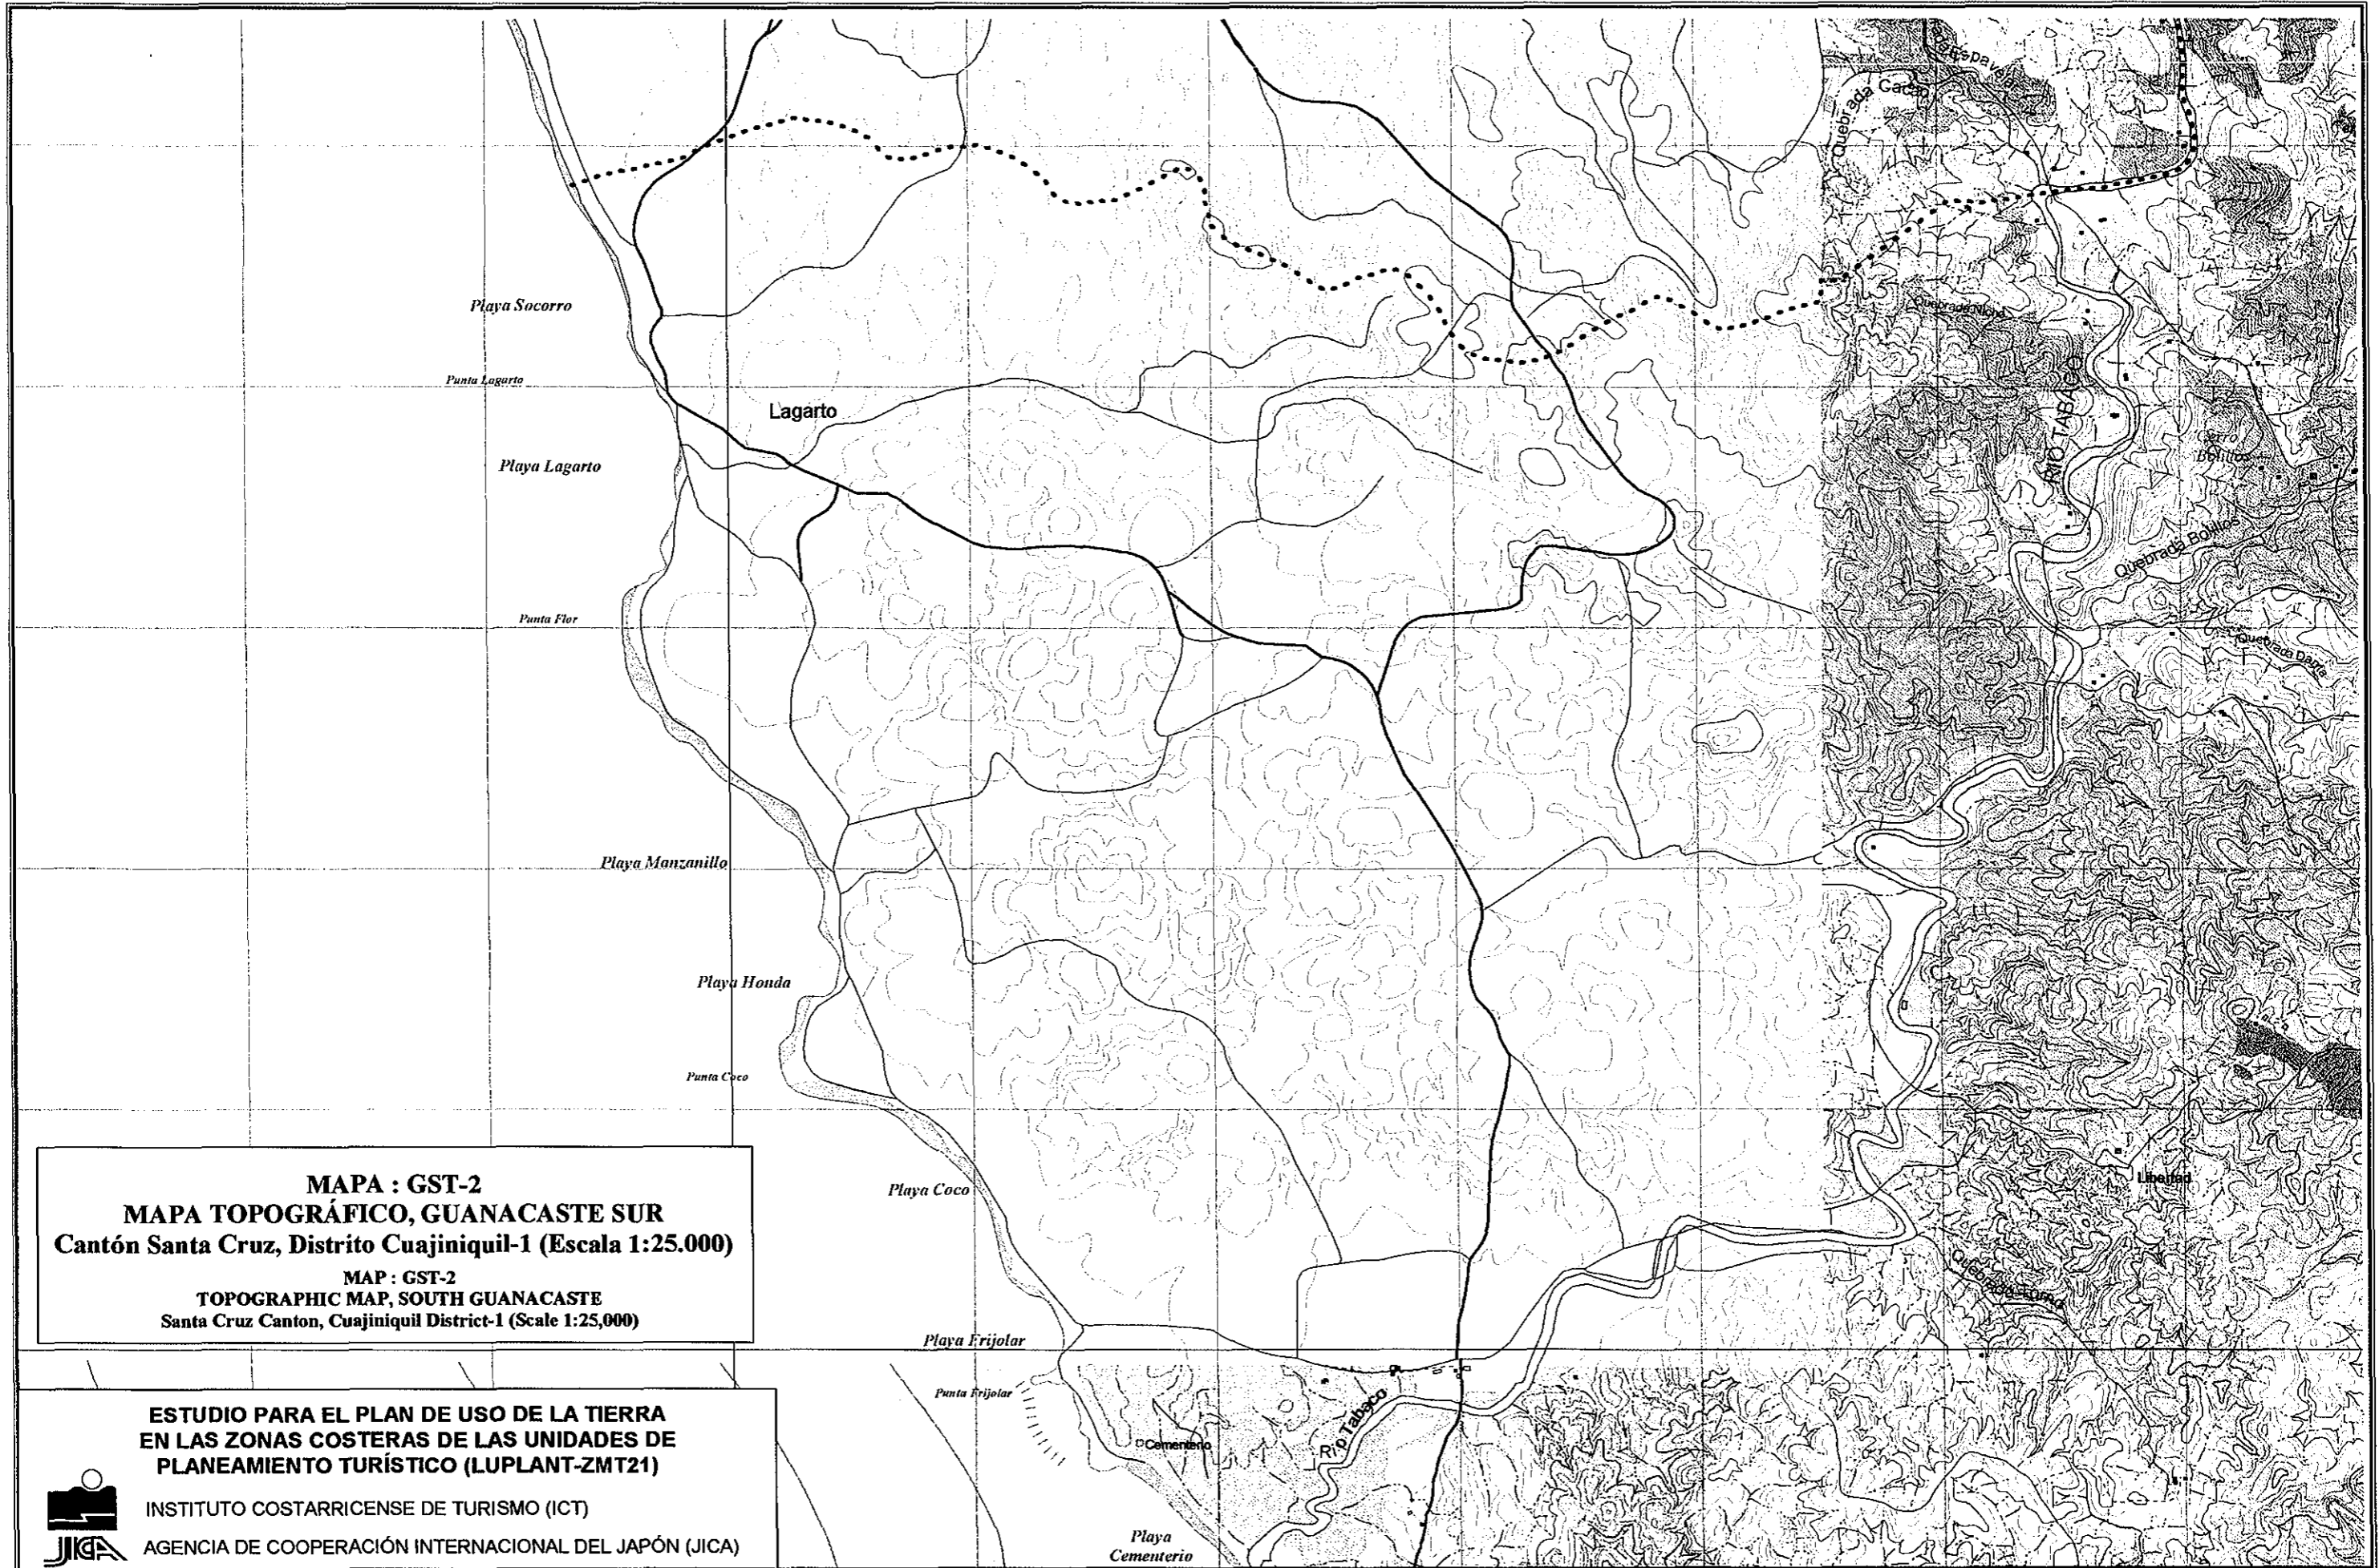 Quebrada Cacao
Playa Socorro
Punta Lagarto
Lagarto
Playa Lagarto
RIO TABACO
Cerro
Bolillos
Quebrada Bolillos
Punta Flor
Quebrada Danta
Playa Manzanillo
Playa Honda
Punta Coco
Playa Coco
Libertad
MAPA : GST-2
MAPA TOPOGRÁFICO, GUANACASTE SUR
Cantón Santa Cruz, Distrito Cuajiniquil-1 (Escala 1:25.000)
MAP : GST-2
TOPOGRAPHIC MAP, SOUTH GUANACASTE
Santa Cruz Canton, Cuajiniquil District-1 (Scale 1:25,000)
Playa Frijolar
Punta Frijolar
Río Tabaco
Cementerio
Playa
Cementerio
ESTUDIO PARA EL PLAN DE USO DE LA TIERRA
EN LAS ZONAS COSTERAS DE LAS UNIDADES DE
PLANEAMIENTO TURÍSTICO (LUPLANT-ZMT21)
INSTITUTO COSTARRICENSE DE TURISMO (ICT)
JICA AGENCIA DE COOPERACIÓN INTERNACIONAL DEL JAPÓN (JICA)